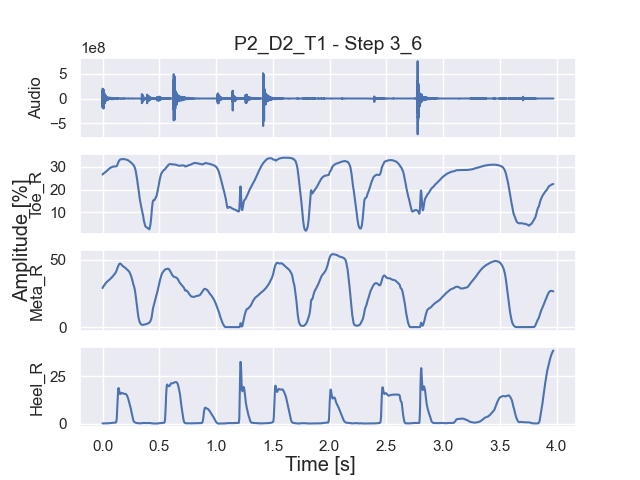 P2_D2_T1 - Step 3_6
1e8
5
0
−5
Audio
30
20
10
Toe_R
Amplitude [%]
50
0
Meta_R
25
0
Heel_R
0.0 0.5 1.0 1.5 2.0 2.5 3.0 3.5 4.0
Time [s]